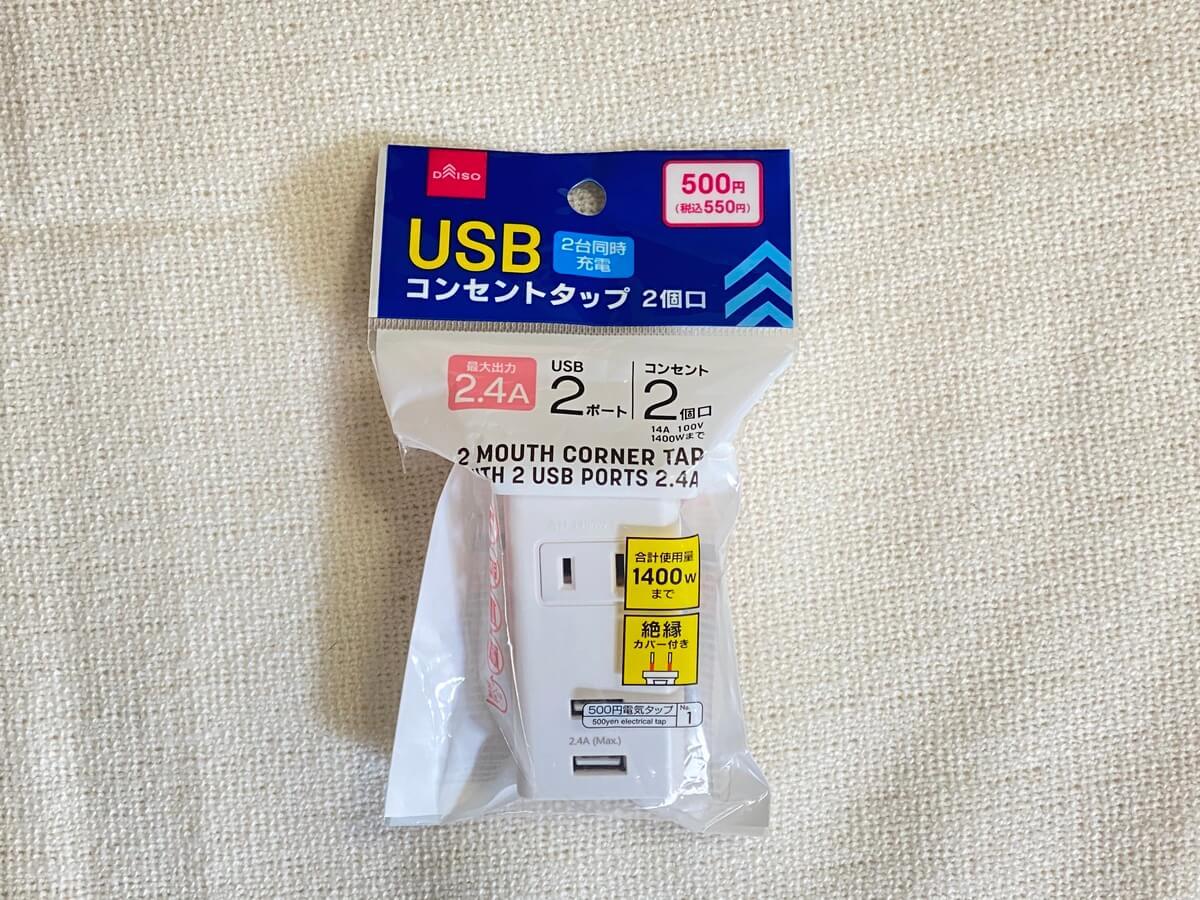 DAISO
500円
(税込550円)
USB
2台同時
充電
コンセントタップ 2個口
最大出力
2.4A
USB
2ポート
コンセント
2個口
14A 100V
1400Wまで
2 MOUTH CORNER TAP
WITH 2 USB PORTS 2.4A
合計使用量
1400w
まで
絶縁
カバー付き
500円電気タップ
500yen electrical tap
No.
1
2.4A (Max.)